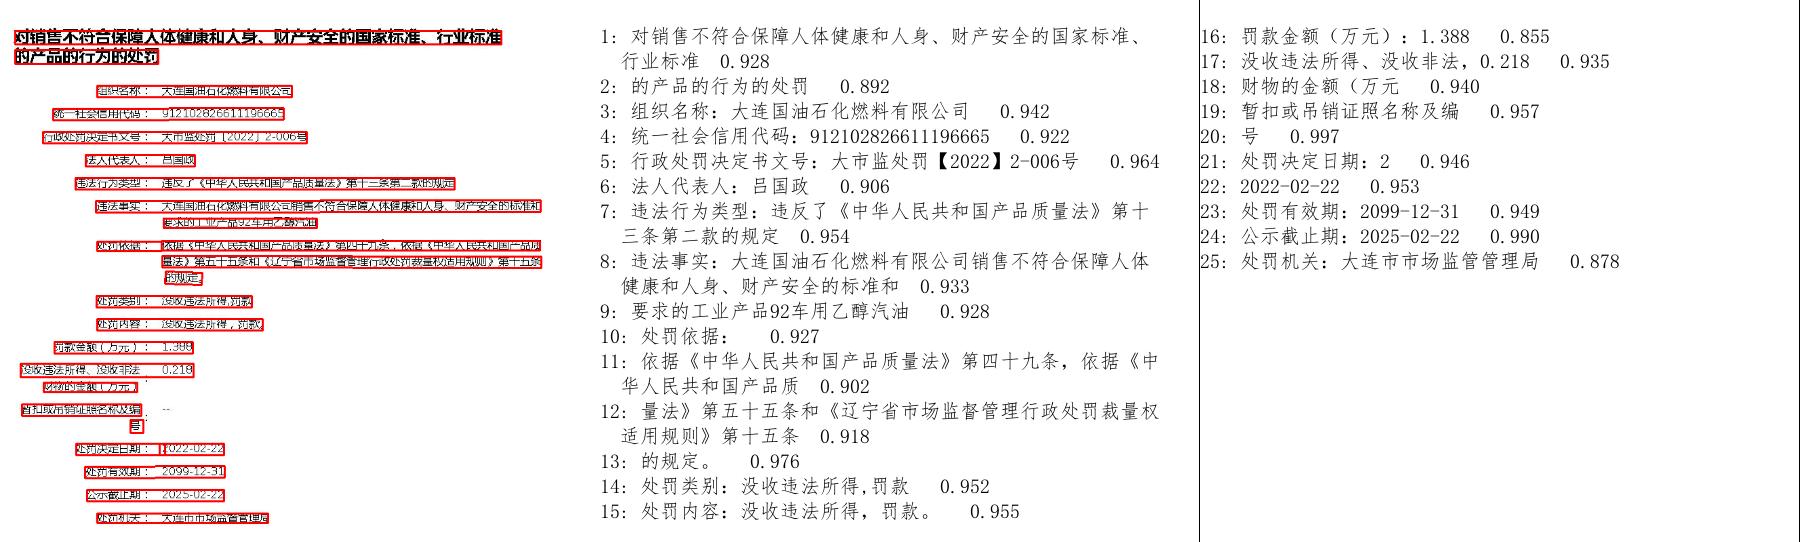 对销售不符合保障人体健康和人身、财产安全的国家标准、行业标准
的产品的行为的处罚
组织名称： 大连国油石化燃料有限公司
统一社会信用代码： 912102826611196665
行政处罚决定书文号： 大市监处罚〔2022〕2-006号
法人代表人： 吕国政
违法行为类型： 违反了《中华人民共和国产品质量法》第十三条第二款的规定
违法事实： 大连国油石化燃料有限公司销售不符合保障人体健康和人身、财产安全的标准和
要求的工业产品92车用乙醇汽油
处罚依据： 依据《中华人民共和国产品质量法》第四十九条，依据《中华人民共和国产品质
量法》第五十五条和《辽宁省市场监督管理行政处罚裁量权适用规则》第十五条
的规定。
处罚类别： 没收违法所得,罚款
处罚内容： 没收违法所得，罚款。
罚款金额（万元）： 1.388
没收违法所得、没收非法 0.218
财物的金额（万元）：
暂扣或吊销证照名称及编 --
号：
处罚决定日期： 2022-02-22
处罚有效期： 2099-12-31
公示截止期： 2025-02-22
处罚机关： 大连市市场监督管理局
1: 对销售不符合保障人体健康和人身、财产安全的国家标准、
行业标准 0.928
2: 的产品的行为的处罚 0.892
3: 组织名称: 大连国油石化燃料有限公司 0.942
4: 统一社会信用代码: 912102826611196665 0.922
5: 行政处罚决定书文号: 大市监处罚【2022】2-006号 0.964
6: 法人代表人: 吕国政 0.906
7: 违法行为类型: 违反了《中华人民共和国产品质量法》第十
三条第二款的规定 0.954
8: 违法事实: 大连国油石化燃料有限公司销售不符合保障人体
健康和人身、财产安全的标准和 0.933
9: 要求的工业产品92车用乙醇汽油 0.928
10: 处罚依据: 0.927
11: 依据《中华人民共和国产品质量法》第四十九条，依据《中
华人民共和国产品质 0.902
12: 量法》第五十五条和《辽宁省市场监督管理行政处罚裁量权
适用规则》第十五条 0.918
13: 的规定。 0.976
14: 处罚类别: 没收违法所得,罚款 0.952
15: 处罚内容: 没收违法所得，罚款。 0.955
16: 罚款金额（万元）: 1.388 0.855
17: 没收违法所得、没收非法, 0.218 0.935
18: 财物的金额（万元 0.940
19: 暂扣或吊销证照名称及编 0.957
20: 号 0.997
21: 处罚决定日期: 2 0.946
22: 2022-02-22 0.953
23: 处罚有效期: 2099-12-31 0.949
24: 公示截止期: 2025-02-22 0.990
25: 处罚机关: 大连市市场监管管理局 0.878